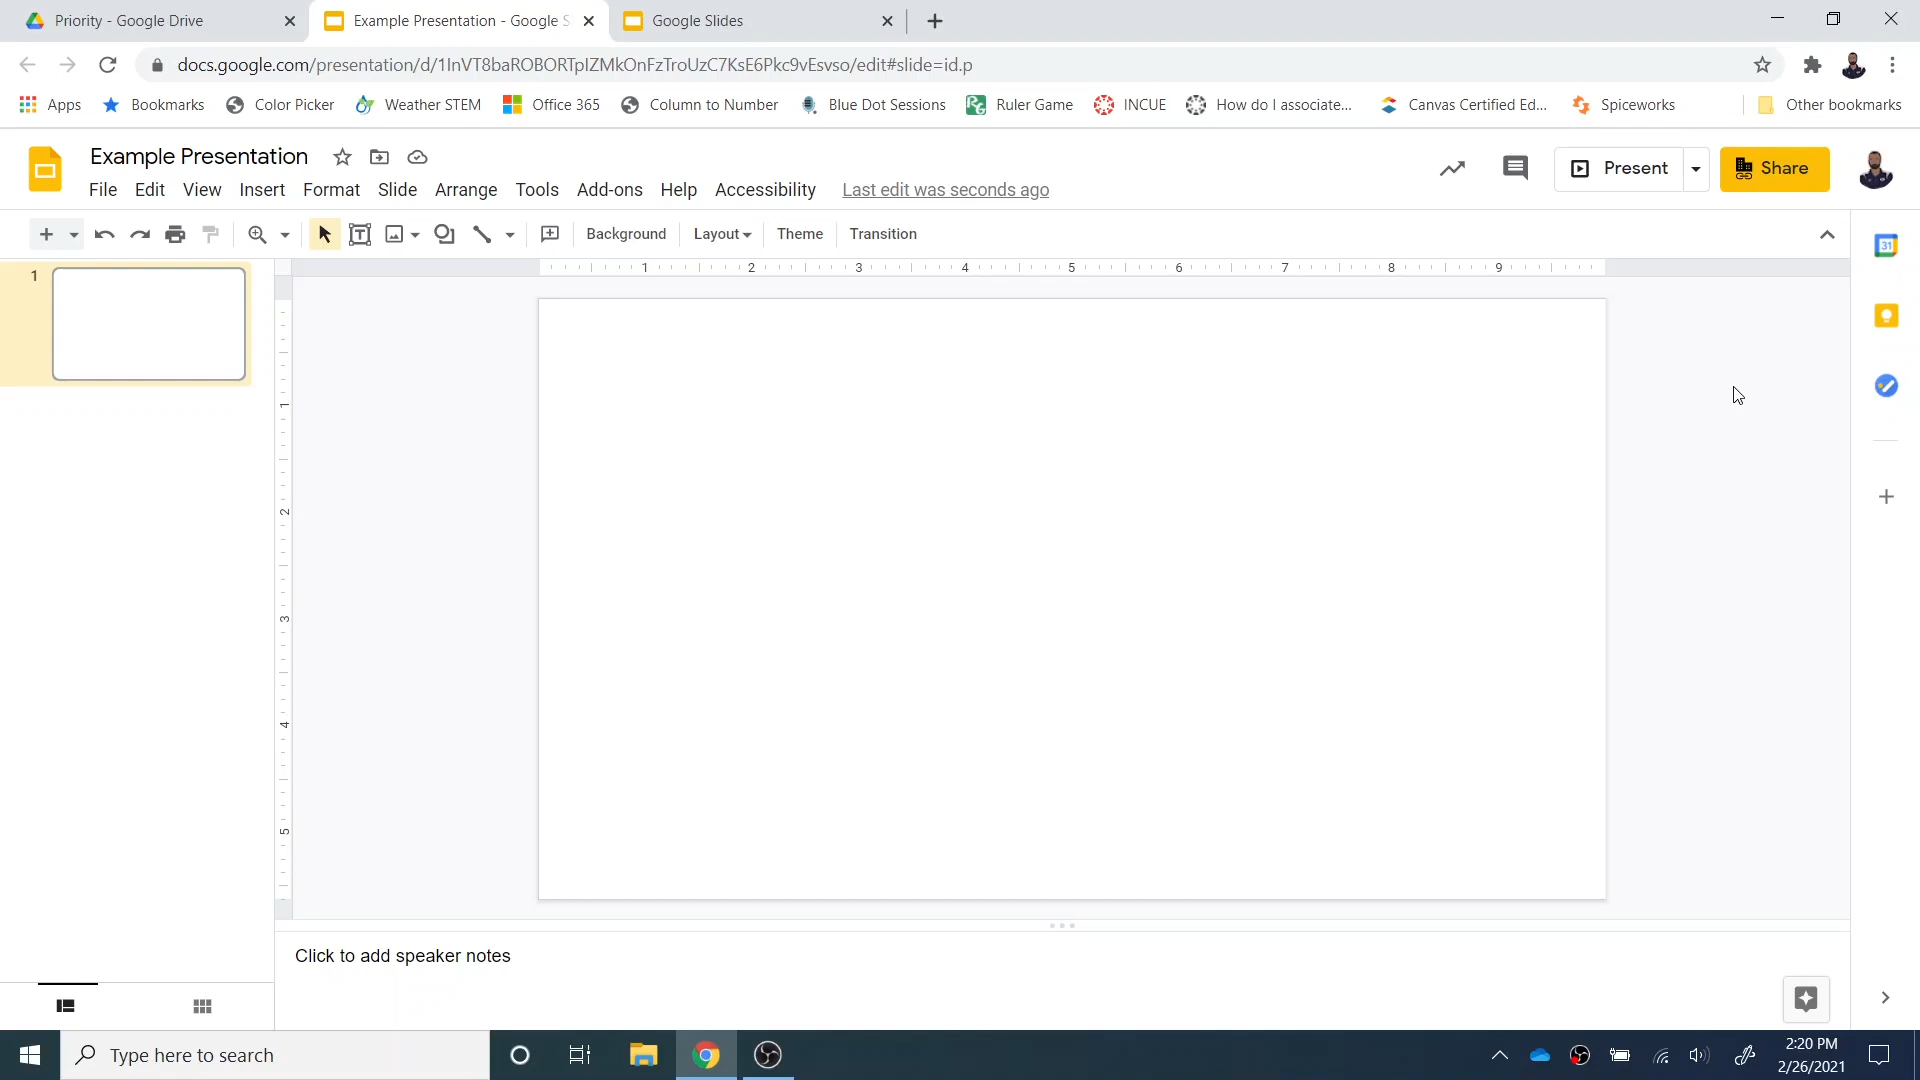 Priority - Google Drive
Example Presentation - Google S
Google Slides
docs.google.com/presentation/d/1InVT8baROBORTpIZMkOnFzTroUzC7KsE6Pkc9vEsvso/edit#slide=id.p
Apps Bookmarks Color Picker Weather STEM Office 365 Column to Number Blue Dot Sessions Ruler Game INCUE How do I associate... Canvas Certified Ed... Spiceworks Other bookmarks
Example Presentation
Present
Share
File Edit View Insert Format Slide Arrange Tools Add-ons Help Accessibility Last edit was seconds ago
Background Layout Theme Transition
31
1 2 3 4 5 6 7 8 9
1
1
2
3
4
5
Click to add speaker notes
Type here to search
2:20 PM
2/26/2021